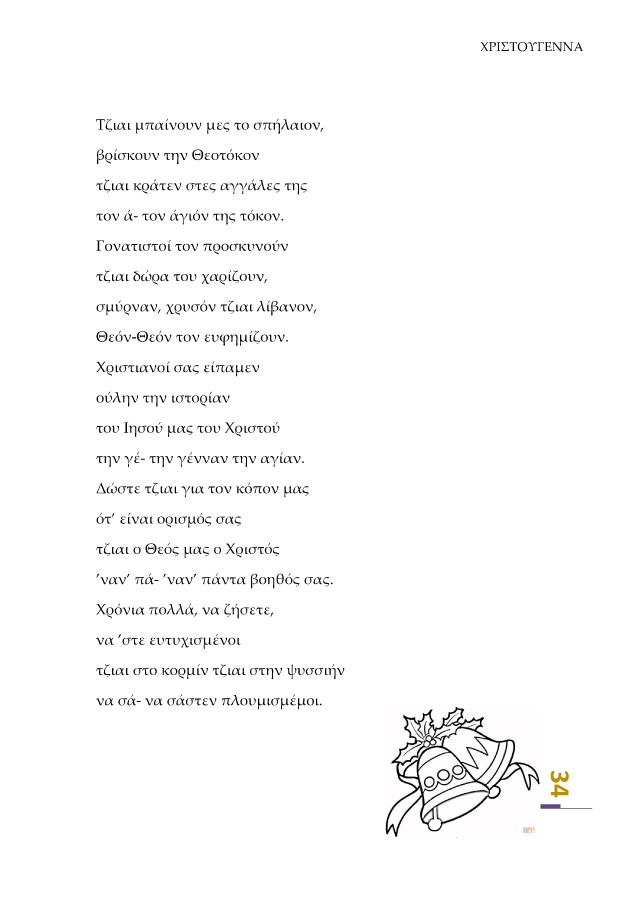 ΧΡΙΣΤΟΥΓΕΝΝΑ
Τζιαι μπαίνουν μες το σπήλαιον,
βρίσκουν την Θεοτόκον
τζιαι κράτεν στες αγγάλες της
τον ά- τον άγιόν της τόκον.
Γονατιστοί τον προσκυνούν
τζιαι δώρα του χαρίζουν,
σμύρναν, χρυσόν τζιαι λίβανον,
Θεόν-Θεόν τον ευφημίζουν.
Χριστιανοί σας είπαμεν
ούλην την ιστορίαν
του Ιησού μας του Χριστού
την γέ- την γένναν την αγίαν.
Δώστε τζιαι για τον κόπον μας
ότ’ είναι ορισμός σας
τζιαι ο Θεός μας ο Χριστός
’ναν’ πά- ’ναν’ πάντα βοηθός σας.
Χρόνια πολλά, να ζήσετε,
να ’στε ευτυχισμένοι
τζιαι στο κορμίν τζιαι στην ψυσσιήν
να σά- να σάστεν πλουμισμέμοι.
34